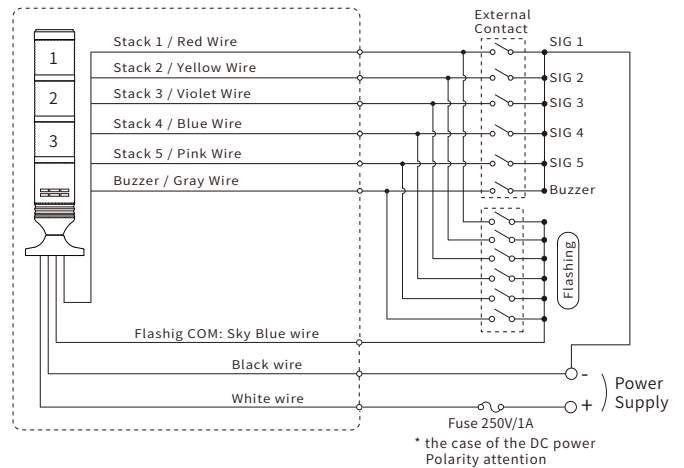 External
Contact
Stack 1 / Red Wire
SIG 1
1
Stack 2 / Yellow Wire
SIG 2
2
Stack 3 / Violet Wire
SIG 3
Stack 4 / Blue Wire
SIG 4
3
Stack 5 / Pink Wire
SIG 5
Buzzer / Gray Wire
Buzzer
Flashing
Flashig COM: Sky Blue wire
Black wire
-
Power
Supply
White wire
+
Fuse 250V/1A
* the case of the DC power
Polarity attention